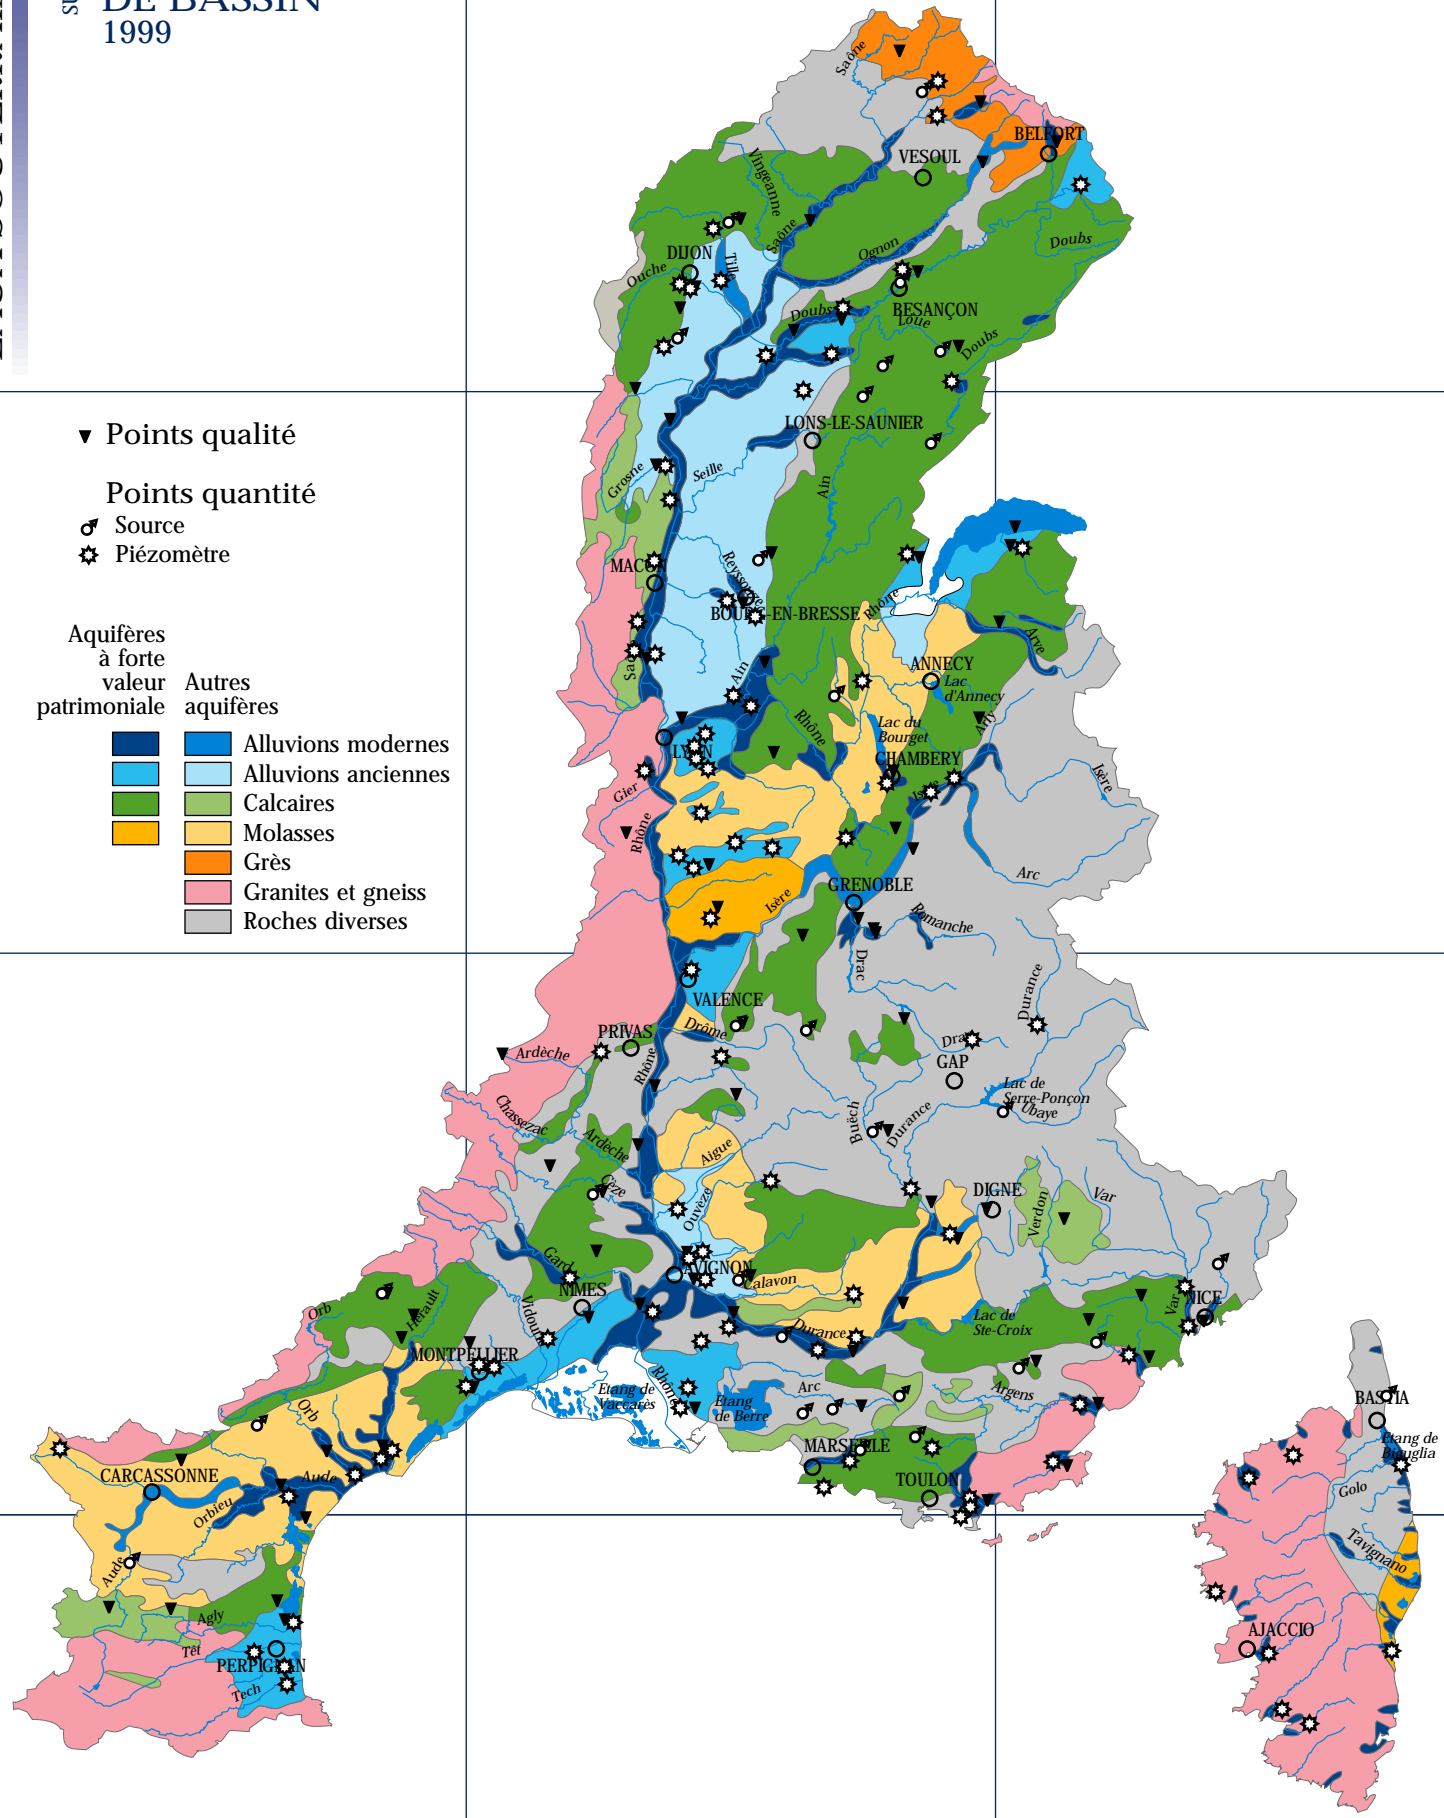 DE BASSIN
1999
Points qualité
Points quantité
Source
Piézomètre
Aquifères
à forte
valeur
patrimoniale
Autres
aquifères
Alluvions modernes
Alluvions anciennes
Calcaires
Molasses
Grès
Granites et gneiss
Roches diverses
Saône
BELFORT
VESOUL
Vingeanne
Saône
Doubs
Ognon
DIJON
Tille
Ouche
BESANÇON
Doubs
Loue
Doubs
LONS-LE-SAUNIER
Grosne
Seille
Ain
MACON
Reyssouze
BOURG-EN-BRESSE
Rhône
Arve
Saône
Ain
ANNECY
Lac
d'Annecy
Arly
Rhône
Lac du
Bourget
LYON
CHAMBERY
Isère
Isère
Gier
Rhône
Arc
GRENOBLE
Isère
Romanche
Drac
Durance
VALENCE
PRIVAS
Drôme
Ardèche
Drac
Rhône
GAP
Lac de
Serre-Ponçon
Ubaye
Chassezac
Buëch
Durance
Ardèche
Aigue
Cèze
Ouvèze
DIGNE
Verdon
Var
Gard
AVIGNON
Calavon
NIMES
Orb
Hérault
Vidourle
Var
NICE
Lac de
Ste-Croix
Durance
MONTPELLIER
Rhône
Etang de
Vaccarès
Etang
de Berre
Arc
Argens
Orb
BASTIA
MARSEILLE
Etang de
Biguglia
CARCASSONNE
Aude
TOULON
Golo
Orbieu
Tavignano
Aude
Agly
Têt
AJACCIO
PERPIGNAN
Tech